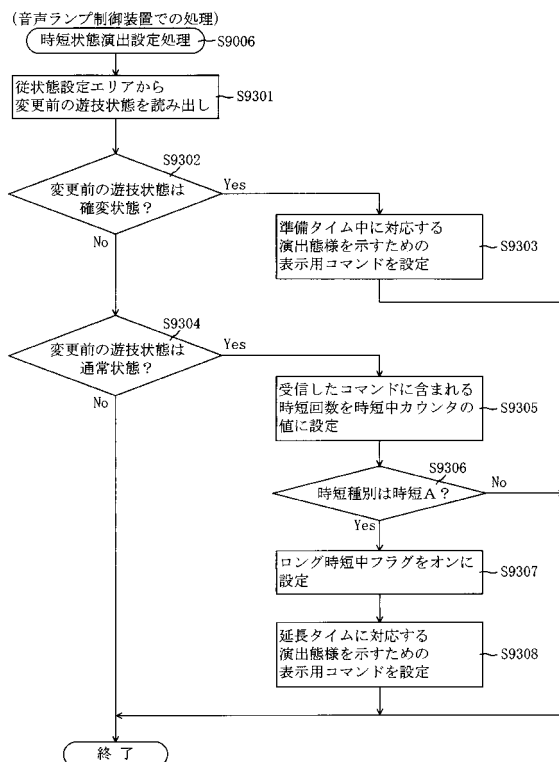 (音声ランプ制御装置での処理)
時短状態演出設定処理
S9006
従状態設定エリアから
変更前の遊技状態を読み出し
S9301
S9302
変更前の遊技状態は
確変状態？
Yes
No
準備タイム中に対応する
演出態様を示すための
表示用コマンドを設定
S9303
S9304
変更前の遊技状態は
通常状態？
Yes
No
受信したコマンドに含まれる
時短回数を時短中カウンタの
値に設定
S9305
S9306
時短種別は時短A？
No
Yes
ロング時短中フラグをオンに
設定
S9307
延長タイムに対応する
演出態様を示すための
表示用コマンドを設定
S9308
終了